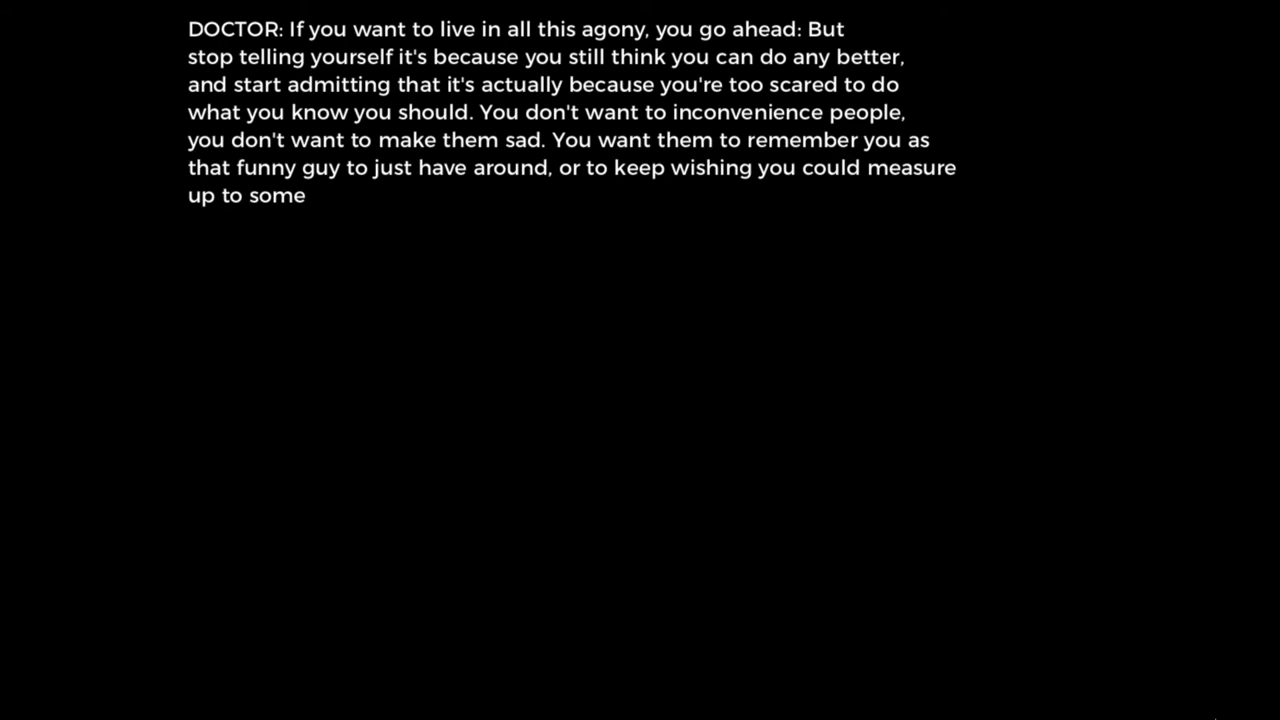 DOCTOR: If you want to live in all this agony, you go ahead: But
stop telling yourself it's because you still think you can do any better,
and start admitting that it's actually because you're too scared to do
what you know you should. You don't want to inconvenience people,
you don't want to make them sad. You want them to remember you as
that funny guy to just have around, or to keep wishing you could measure
up to some